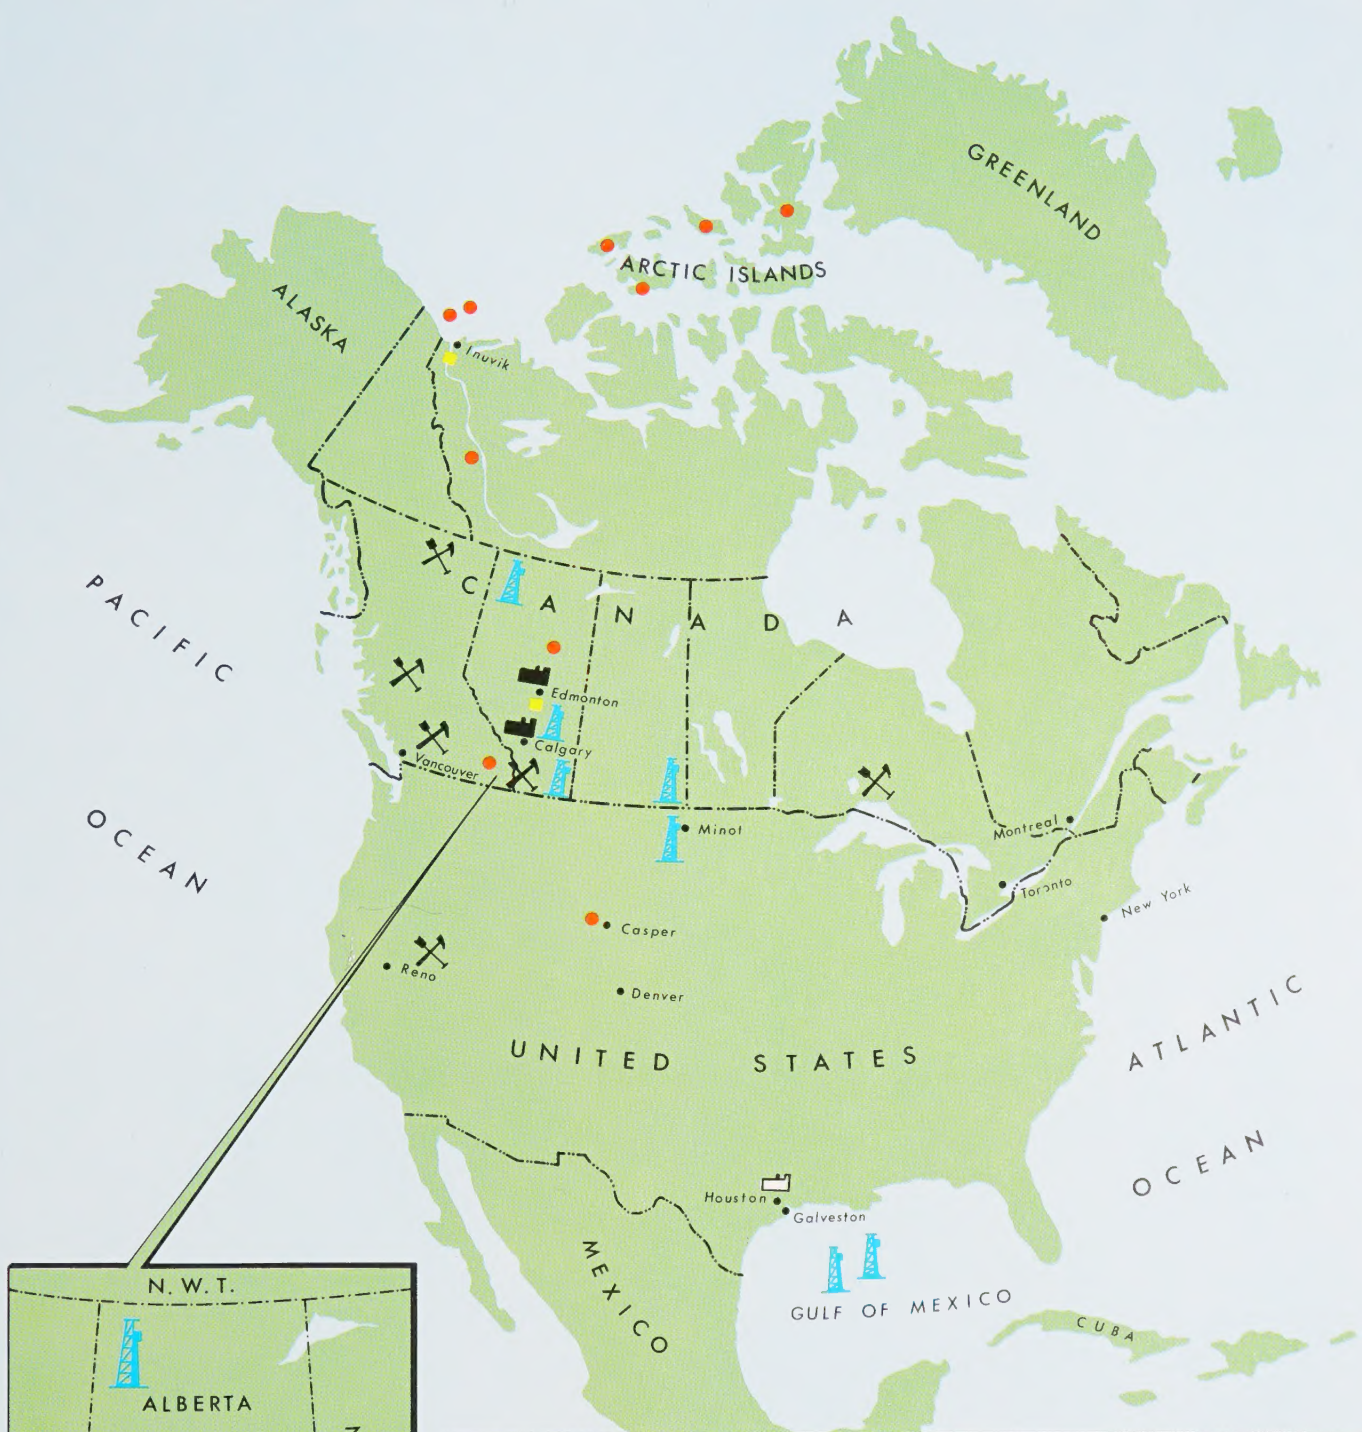 GREENLAND
ARCTIC ISLANDS
ALASKA
Inuvik
PACIFIC
OCEAN
CANADA
Edmonton
Calgary
Vancouver
Minot
Montreal
Toronto
New York
Casper
Reno
Denver
UNITED STATES
ATLANTIC
OCEAN
Houston
Galveston
MEXICO
GULF OF MEXICO
CUBA
N.W.T.
ALBERTA